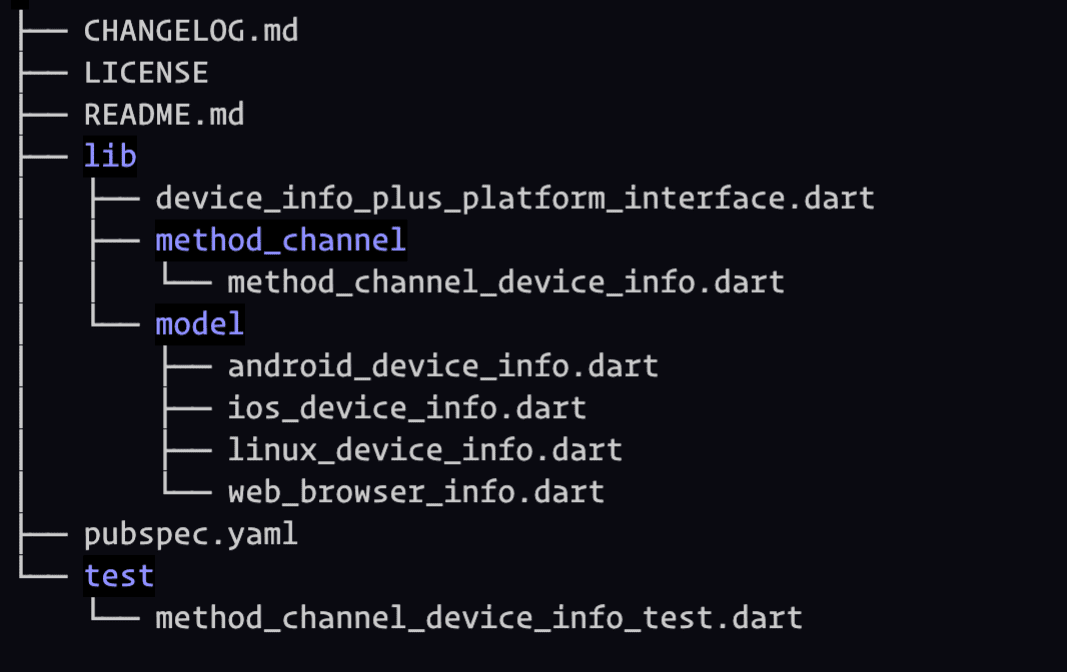 ├── CHANGELOG.md
├── LICENSE
├── README.md
├── lib
│   ├── device_info_plus_platform_interface.dart
│   ├── method_channel
│   │   └── method_channel_device_info.dart
│   └── model
│       ├── android_device_info.dart
│       ├── ios_device_info.dart
│       ├── linux_device_info.dart
│       └── web_browser_info.dart
├── pubspec.yaml
└── test
    └── method_channel_device_info_test.dart